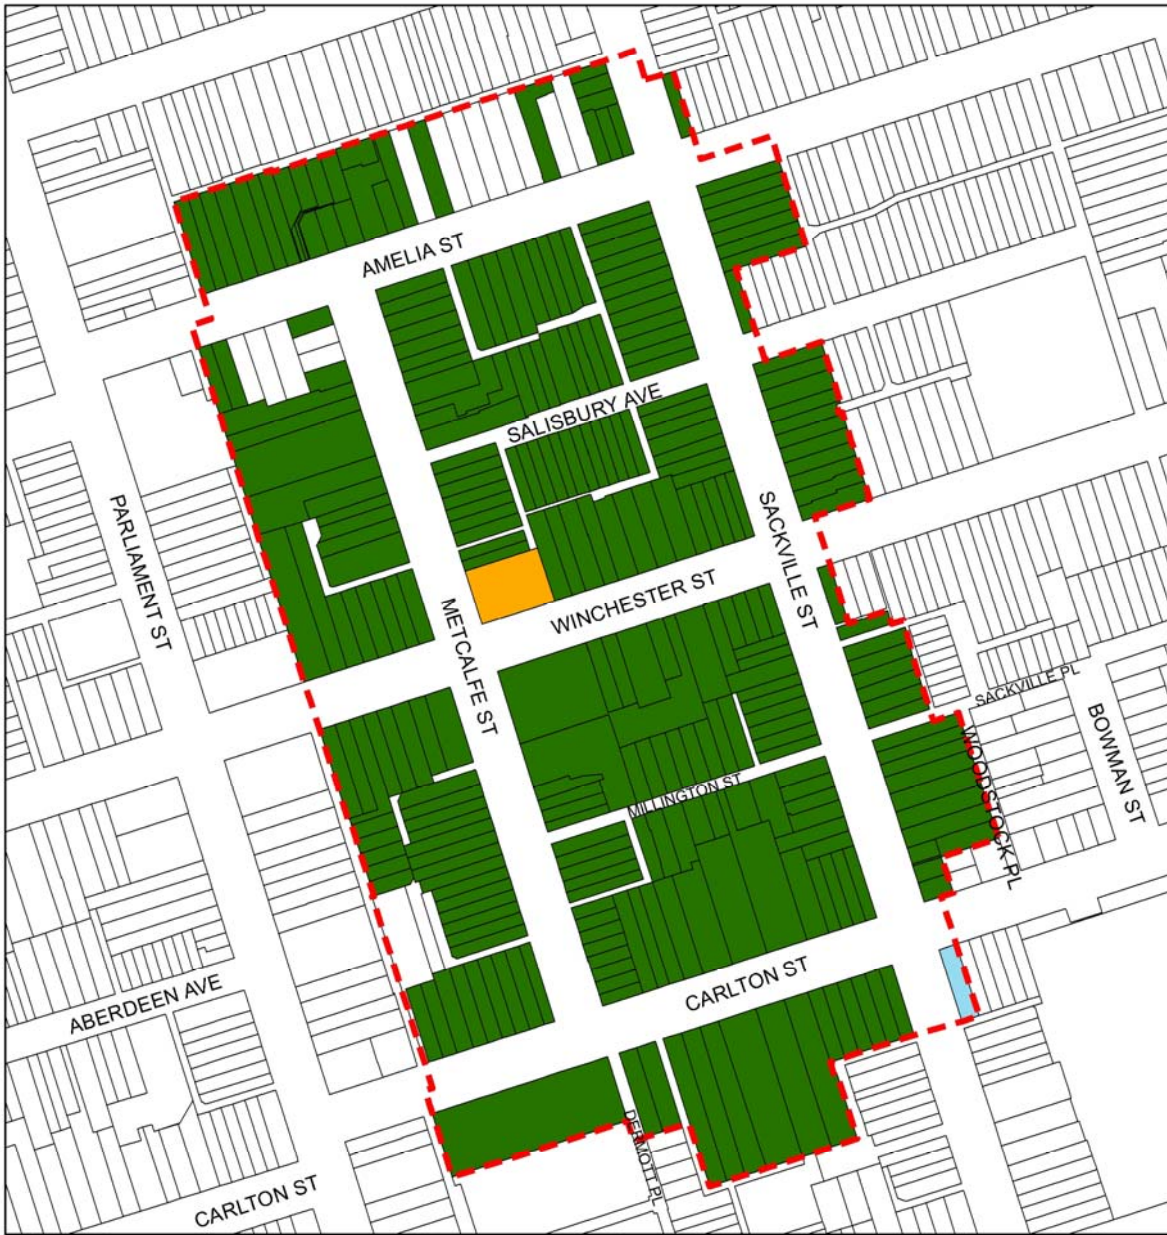 AMELIA ST
SALISBURY AVE
PARLIAMENT ST
SACKVILLE ST
WINCHESTER ST
METCALFE ST
SACKVILLE PL
BOWMAN ST
WOODSTOCK PL
MILLINGTON ST
CARLTON ST
ABERDEEN AVE
DERMOTT PL
CARLTON ST